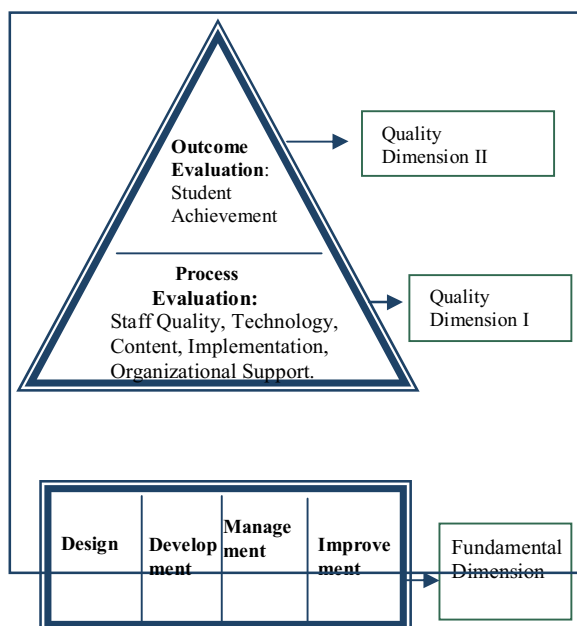 Outcome
Evaluation:
Student
Achievement
Quality
Dimension II
Process
Evaluation:
Staff Quality, Technology,
Content, Implementation,
Organizational Support.
Quality
Dimension I
Design
Develop
ment
Manage
ment
Improve
ment
Fundamental
Dimension